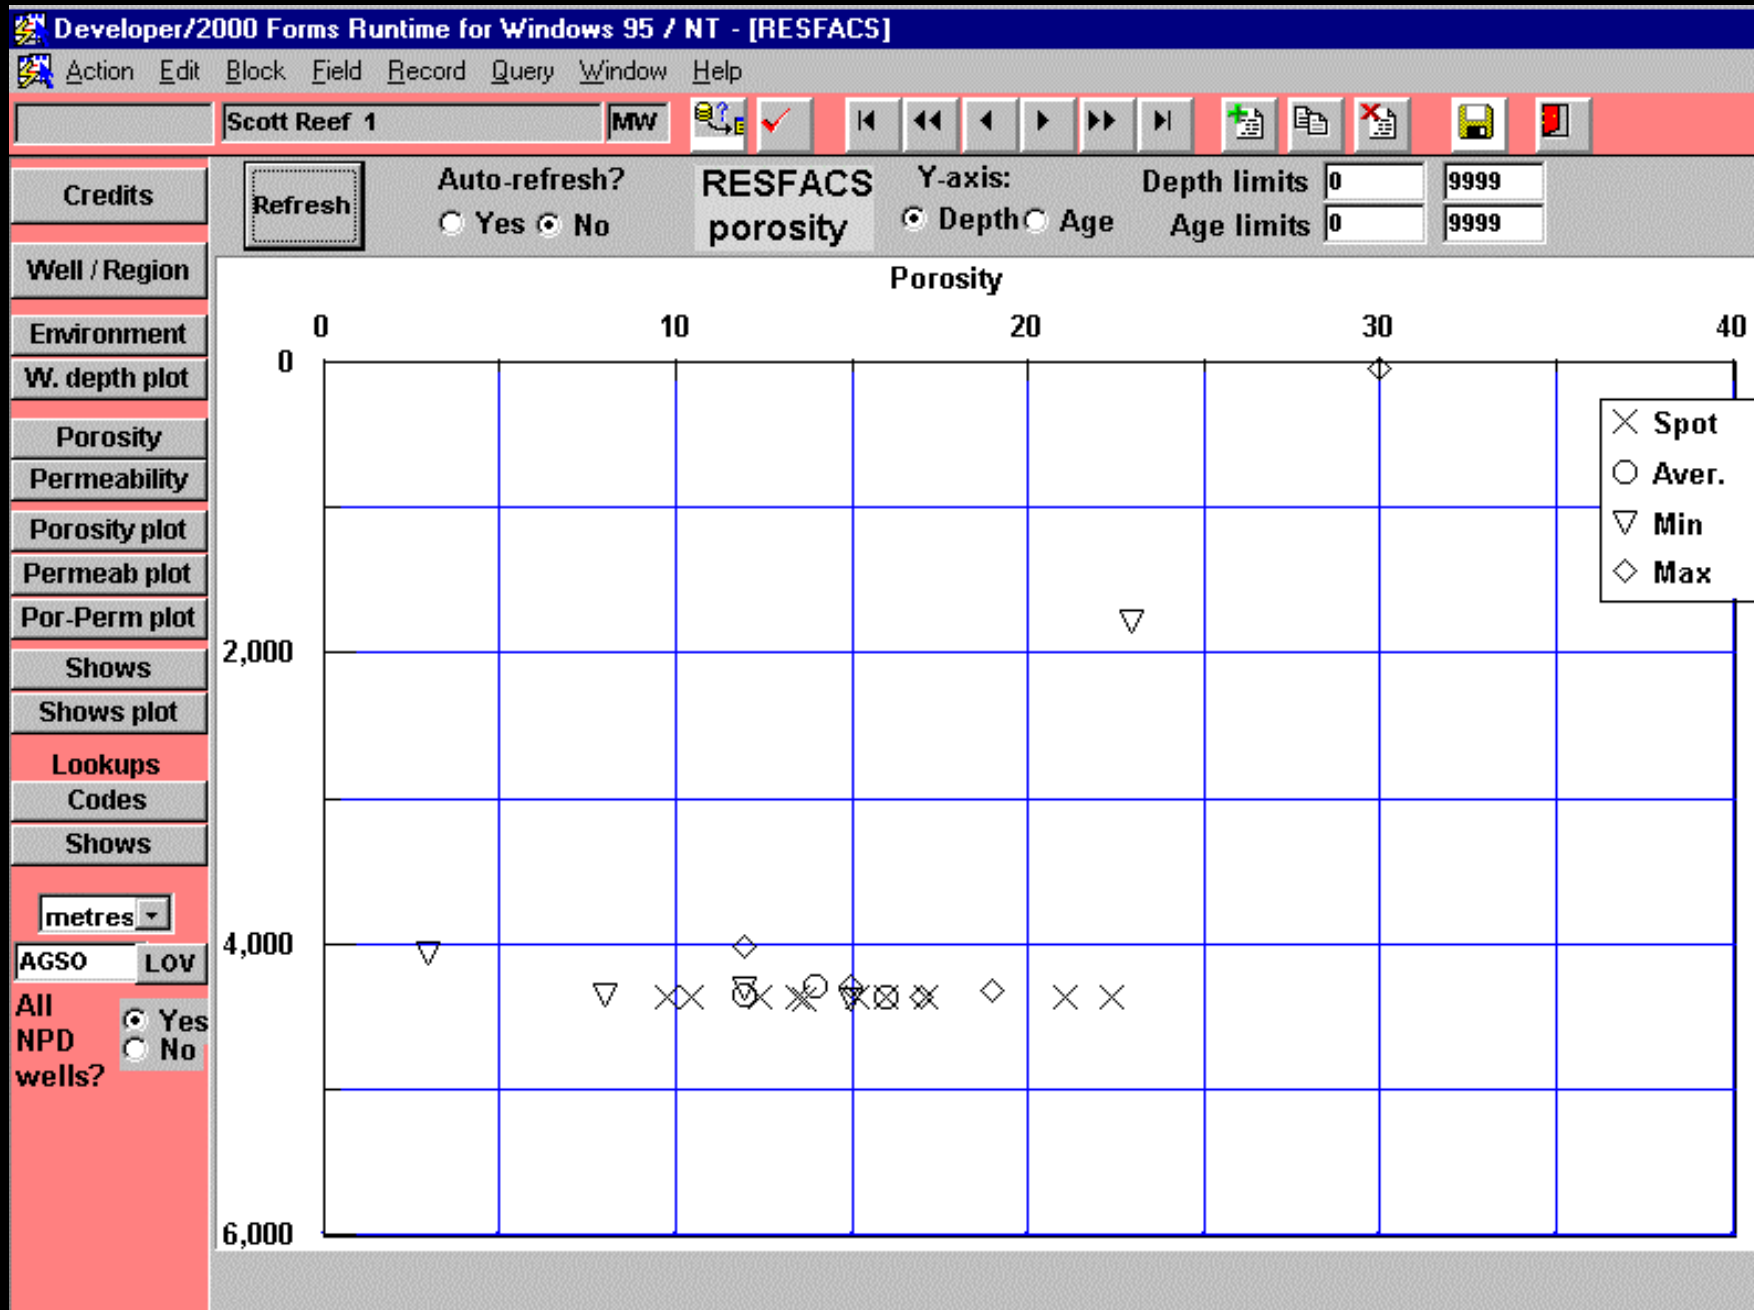 Developer/2000 Forms Runtime for Windows 95 / NT - [RESFACS]
Action Edit Block Field Record Query Window Help
Scott Reef 1 MW
Credits
Well / Region
Environment
W. depth plot
Porosity
Permeability
Porosity plot
Permeab plot
Por-Perm plot
Shows
Shows plot
Lookups
Codes
Shows
metres
AGSO LOV
All
NPD
wells?
Yes
No
Refresh
Auto-refresh?
Yes No
RESFACS
porosity
Y-axis:
Depth Age
Depth limits 0 9999
Age limits 0 9999
Porosity
0 10 20 30 40
0
2,000
4,000
6,000
Spot
Aver.
Min
Max